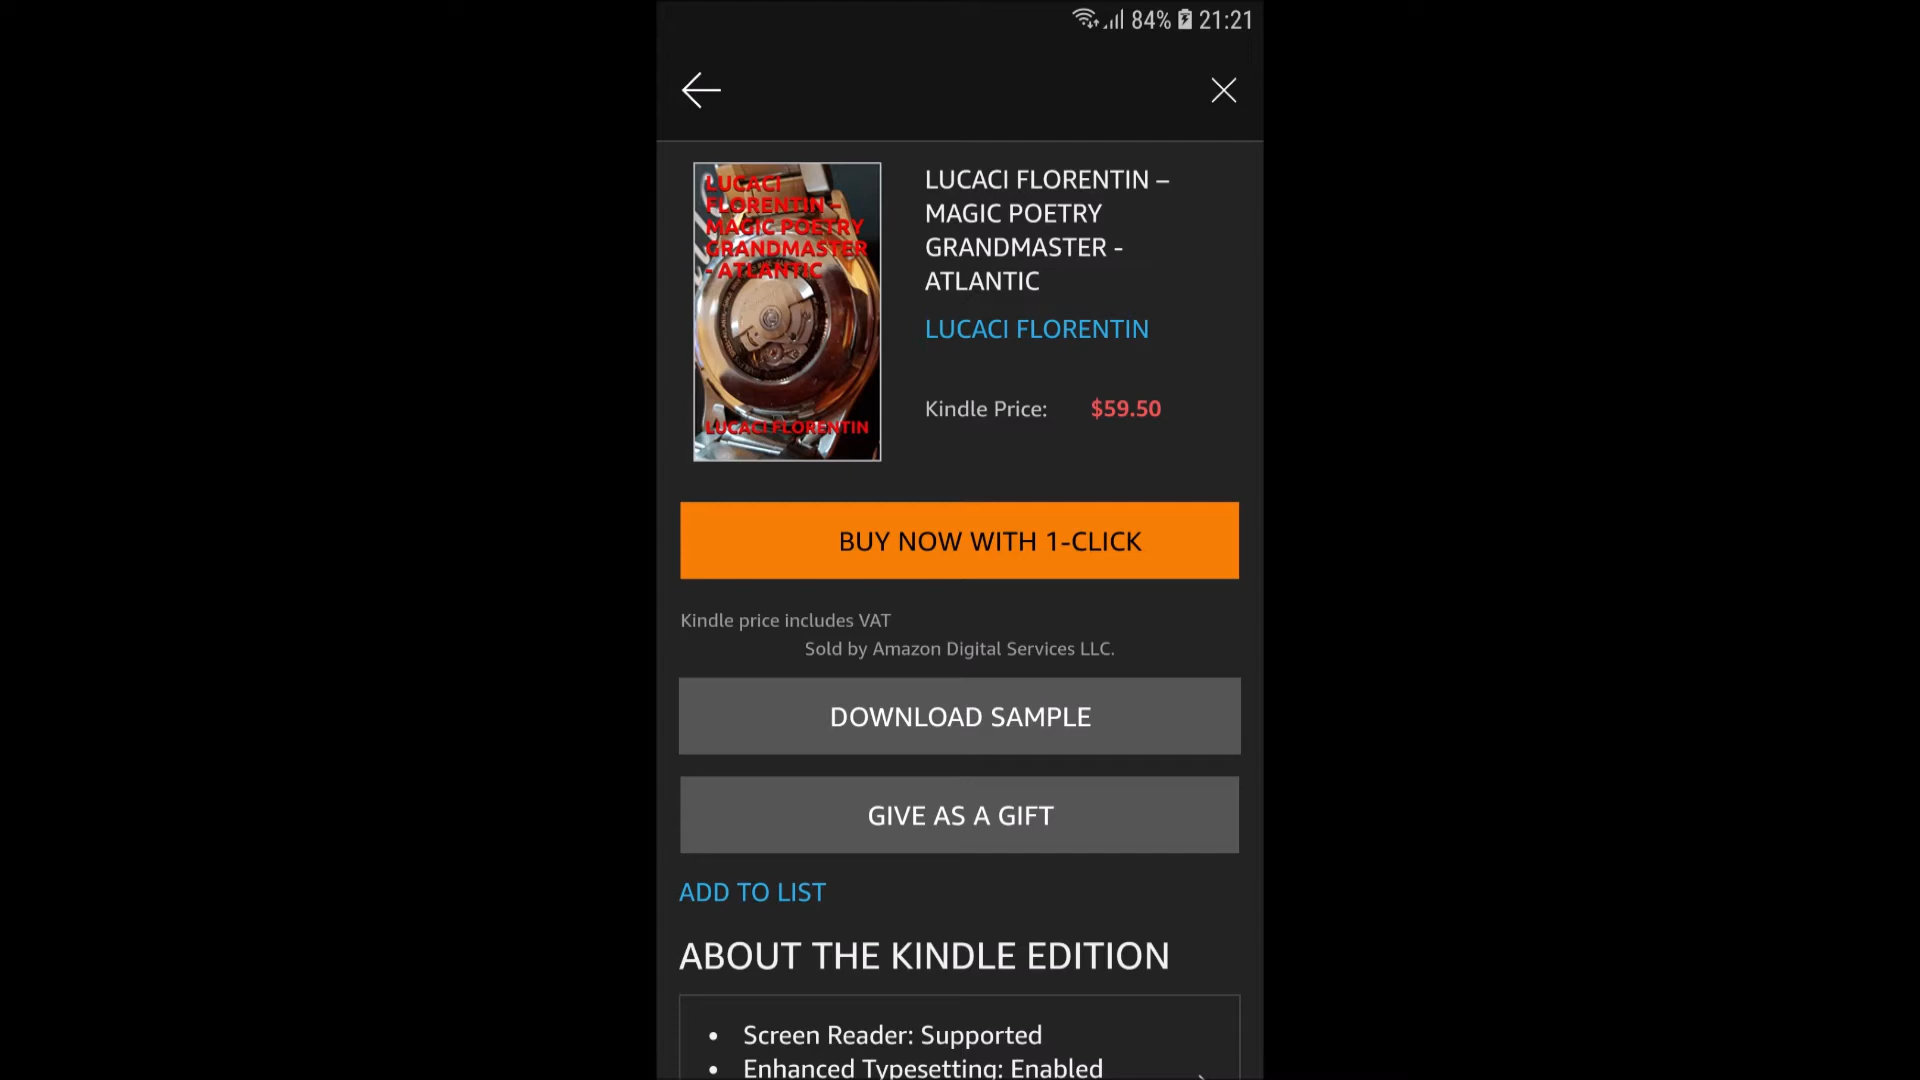 84% 21:21
LUCACI
FLORENTIN –
MAGIC POETRY
GRANDMASTER
- ATLANTIC
LUCACI FLORENTIN
LUCACI FLORENTIN –
MAGIC POETRY
GRANDMASTER -
ATLANTIC
LUCACI FLORENTIN
Kindle Price: $59.50
BUY NOW WITH 1-CLICK
Kindle price includes VAT
Sold by Amazon Digital Services LLC.
DOWNLOAD SAMPLE
GIVE AS A GIFT
ADD TO LIST
ABOUT THE KINDLE EDITION
• Screen Reader: Supported
• Enhanced Typesetting: Enabled